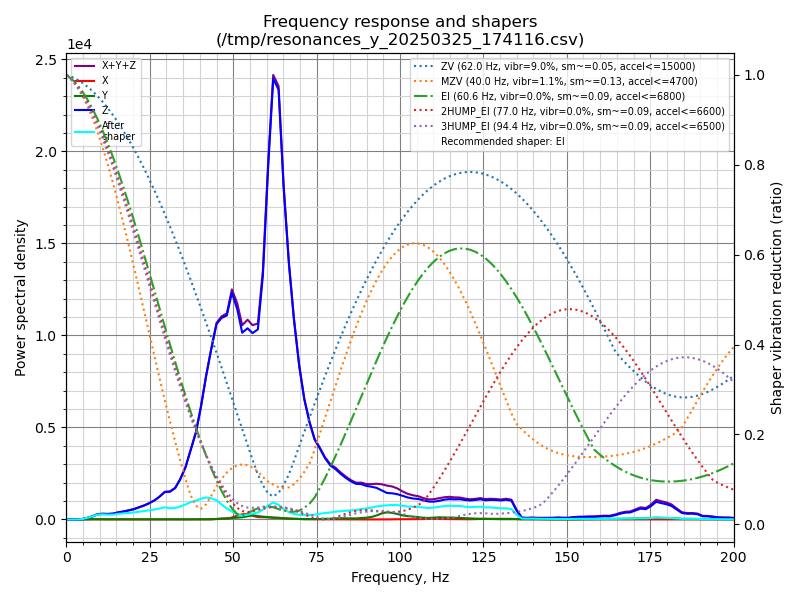 Frequency response and shapers
(/tmp/resonances_y_20250325_174116.csv)
1e4
X+Y+Z
X
Y
Z
After
shaper
ZV (62.0 Hz, vibr=9.0%, sm~=0.05, accel<=15000)
MZV (40.0 Hz, vibr=1.1%, sm~=0.13, accel<=4700)
EI (60.6 Hz, vibr=0.0%, sm~=0.09, accel<=6800)
2HUMP_EI (77.0 Hz, vibr=0.0%, sm~=0.09, accel<=6600)
3HUMP_EI (94.4 Hz, vibr=0.0%, sm~=0.09, accel<=6500)
Recommended shaper: EI
2.5
2.0
1.5
1.0
0.5
0.0
Power spectral density
1.0
0.8
0.6
0.4
0.2
0.0
Shaper vibration reduction (ratio)
0 25 50 75 100 125 150 175 200
Frequency, Hz